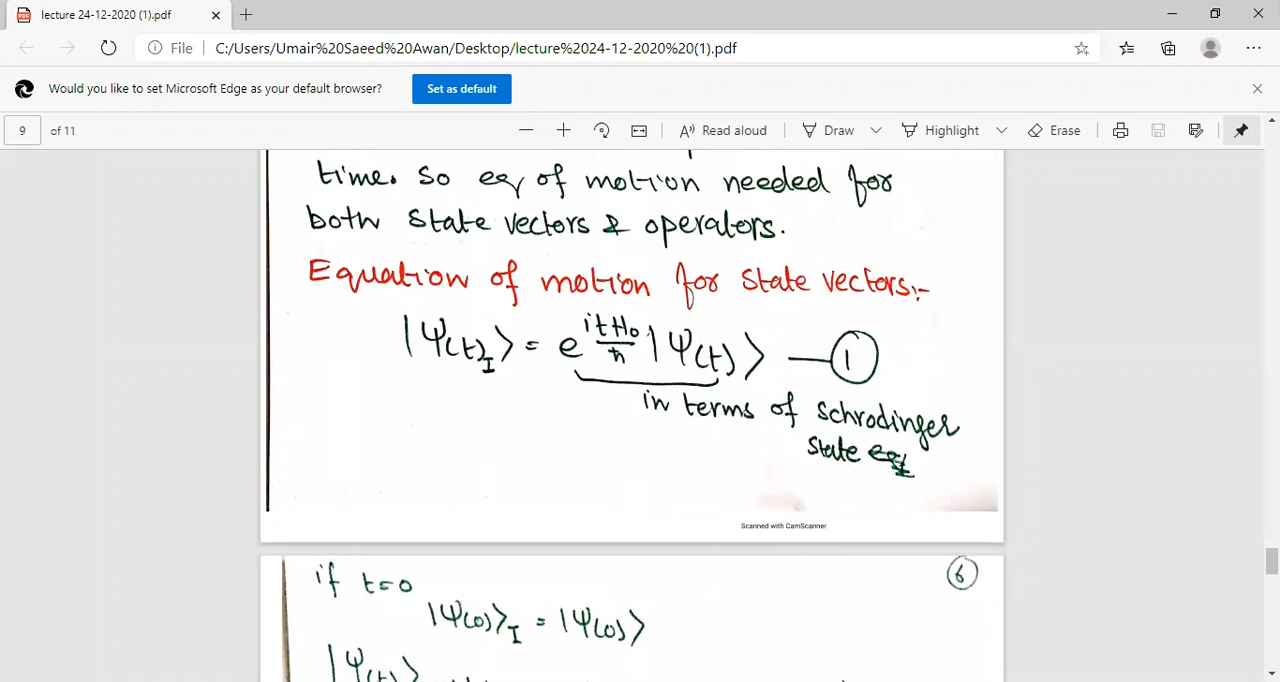 lecture 24-12-2020 (1).pdf
File C:/Users/Umair%20Saeed%20Awan/Desktop/lecture%2024-12-2020%20(1).pdf
Would you like to set Microsoft Edge as your default browser? Set as default
9 of 11 Read aloud Draw Highlight Erase
time. So eq of motion needed for
both state vectors & operators.
Equation of motion for state vectors:-
|Ψ(t)_I⟩ = e^{itH₀/ħ} |Ψ(t)⟩ — ①
in terms of Schrodinger
state eq
Scanned with CamScanner
if t=0 ⑥
|Ψ(0)⟩_I = |Ψ(0)⟩
|Ψ(t)⟩